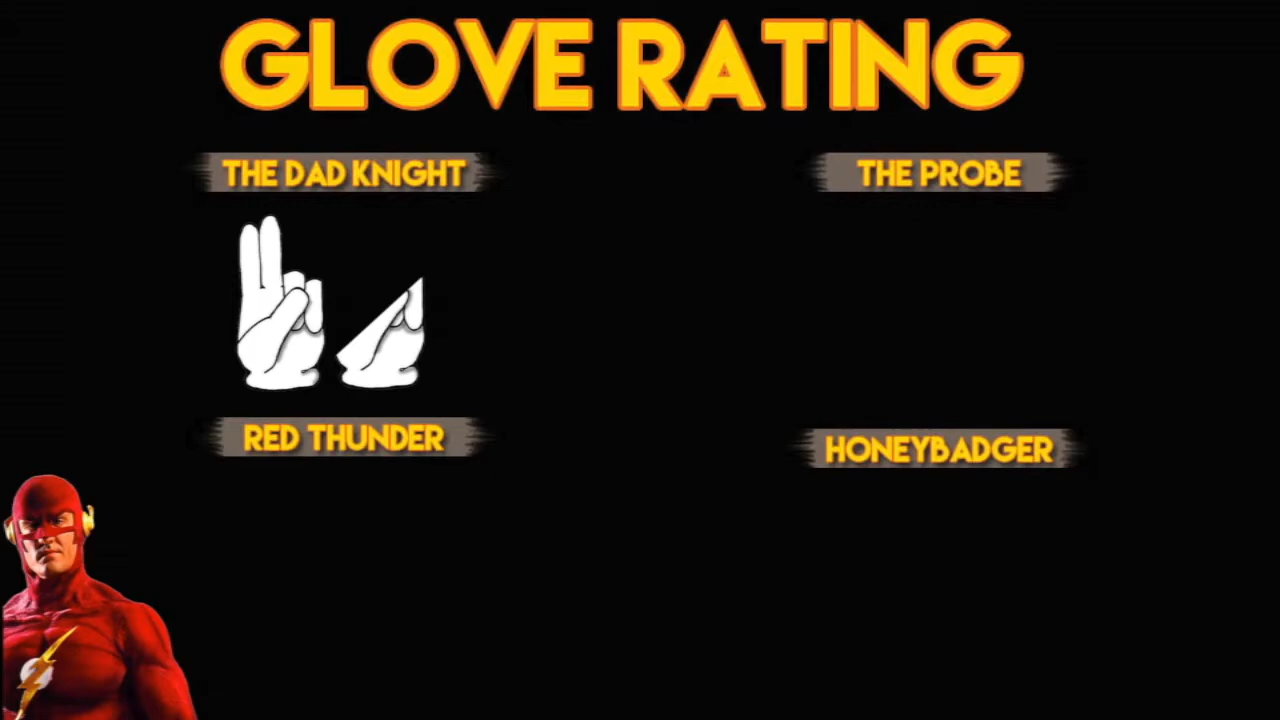 GLOVE RATING
THE DAD KNIGHT
THE PROBE
RED THUNDER
HONEYBADGER